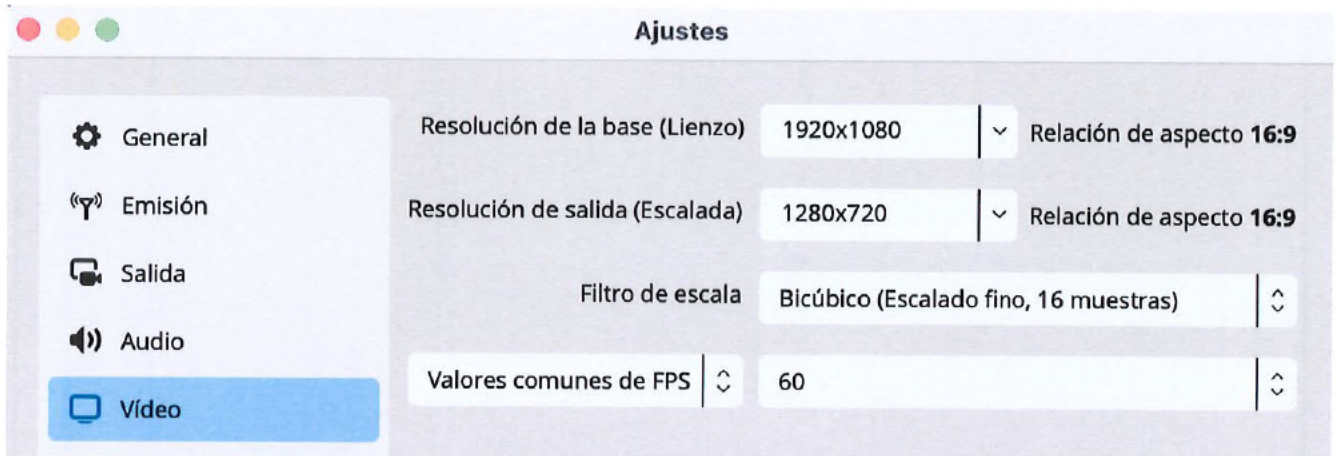 Ajustes
General
Emisión
Salida
Audio
Vídeo
Resolución de la base (Lienzo) 1920x1080 Relación de aspecto 16:9
Resolución de salida (Escalada) 1280x720 Relación de aspecto 16:9
Filtro de escala Bicúbico (Escalado fino, 16 muestras)
Valores comunes de FPS 60